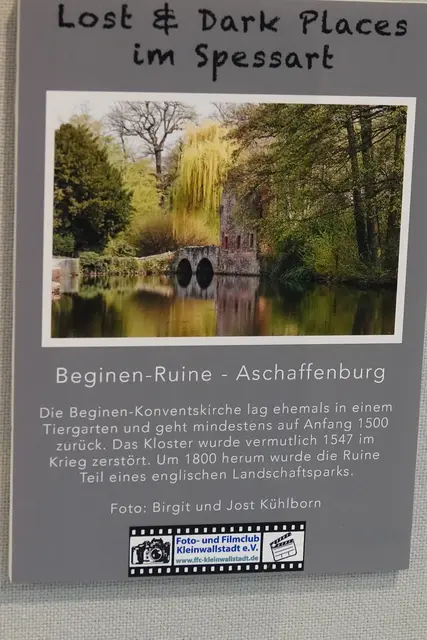 Lost & Dark Places
im Spessart
Beginen-Ruine - Aschaffenburg
Die Beginen-Konventskirche lag ehemals in einem
Tiergarten und geht mindestens auf Anfang 1500
zurück. Das Kloster wurde vermutlich 1547 im
Krieg zerstört. Um 1800 herum wurde die Ruine
Teil eines englischen Landschaftsparks.
Foto: Birgit und Jost Kühlborn
Foto- und Filmclub
Kleinwallstadt e.V.
www.ffc-kleinwallstadt.de